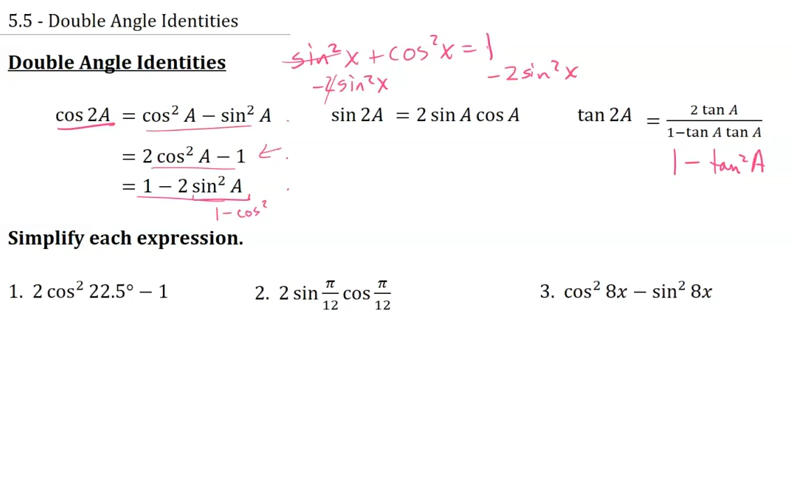 5.5 - Double Angle Identities
Double Angle Identities
sin²x + cos²x = 1
-2sin²x -2sin²x
cos 2A = cos² A − sin² A
= 2 cos² A − 1
= 1 − 2 sin² A
1 - cos²
sin 2A = 2 sin A cos A
tan 2A = 2 tan A / 1−tan A tan A
1 - tan²A
Simplify each expression.
1. 2 cos² 22.5° − 1
2. 2 sin π/12 cos π/12
3. cos² 8x − sin² 8x